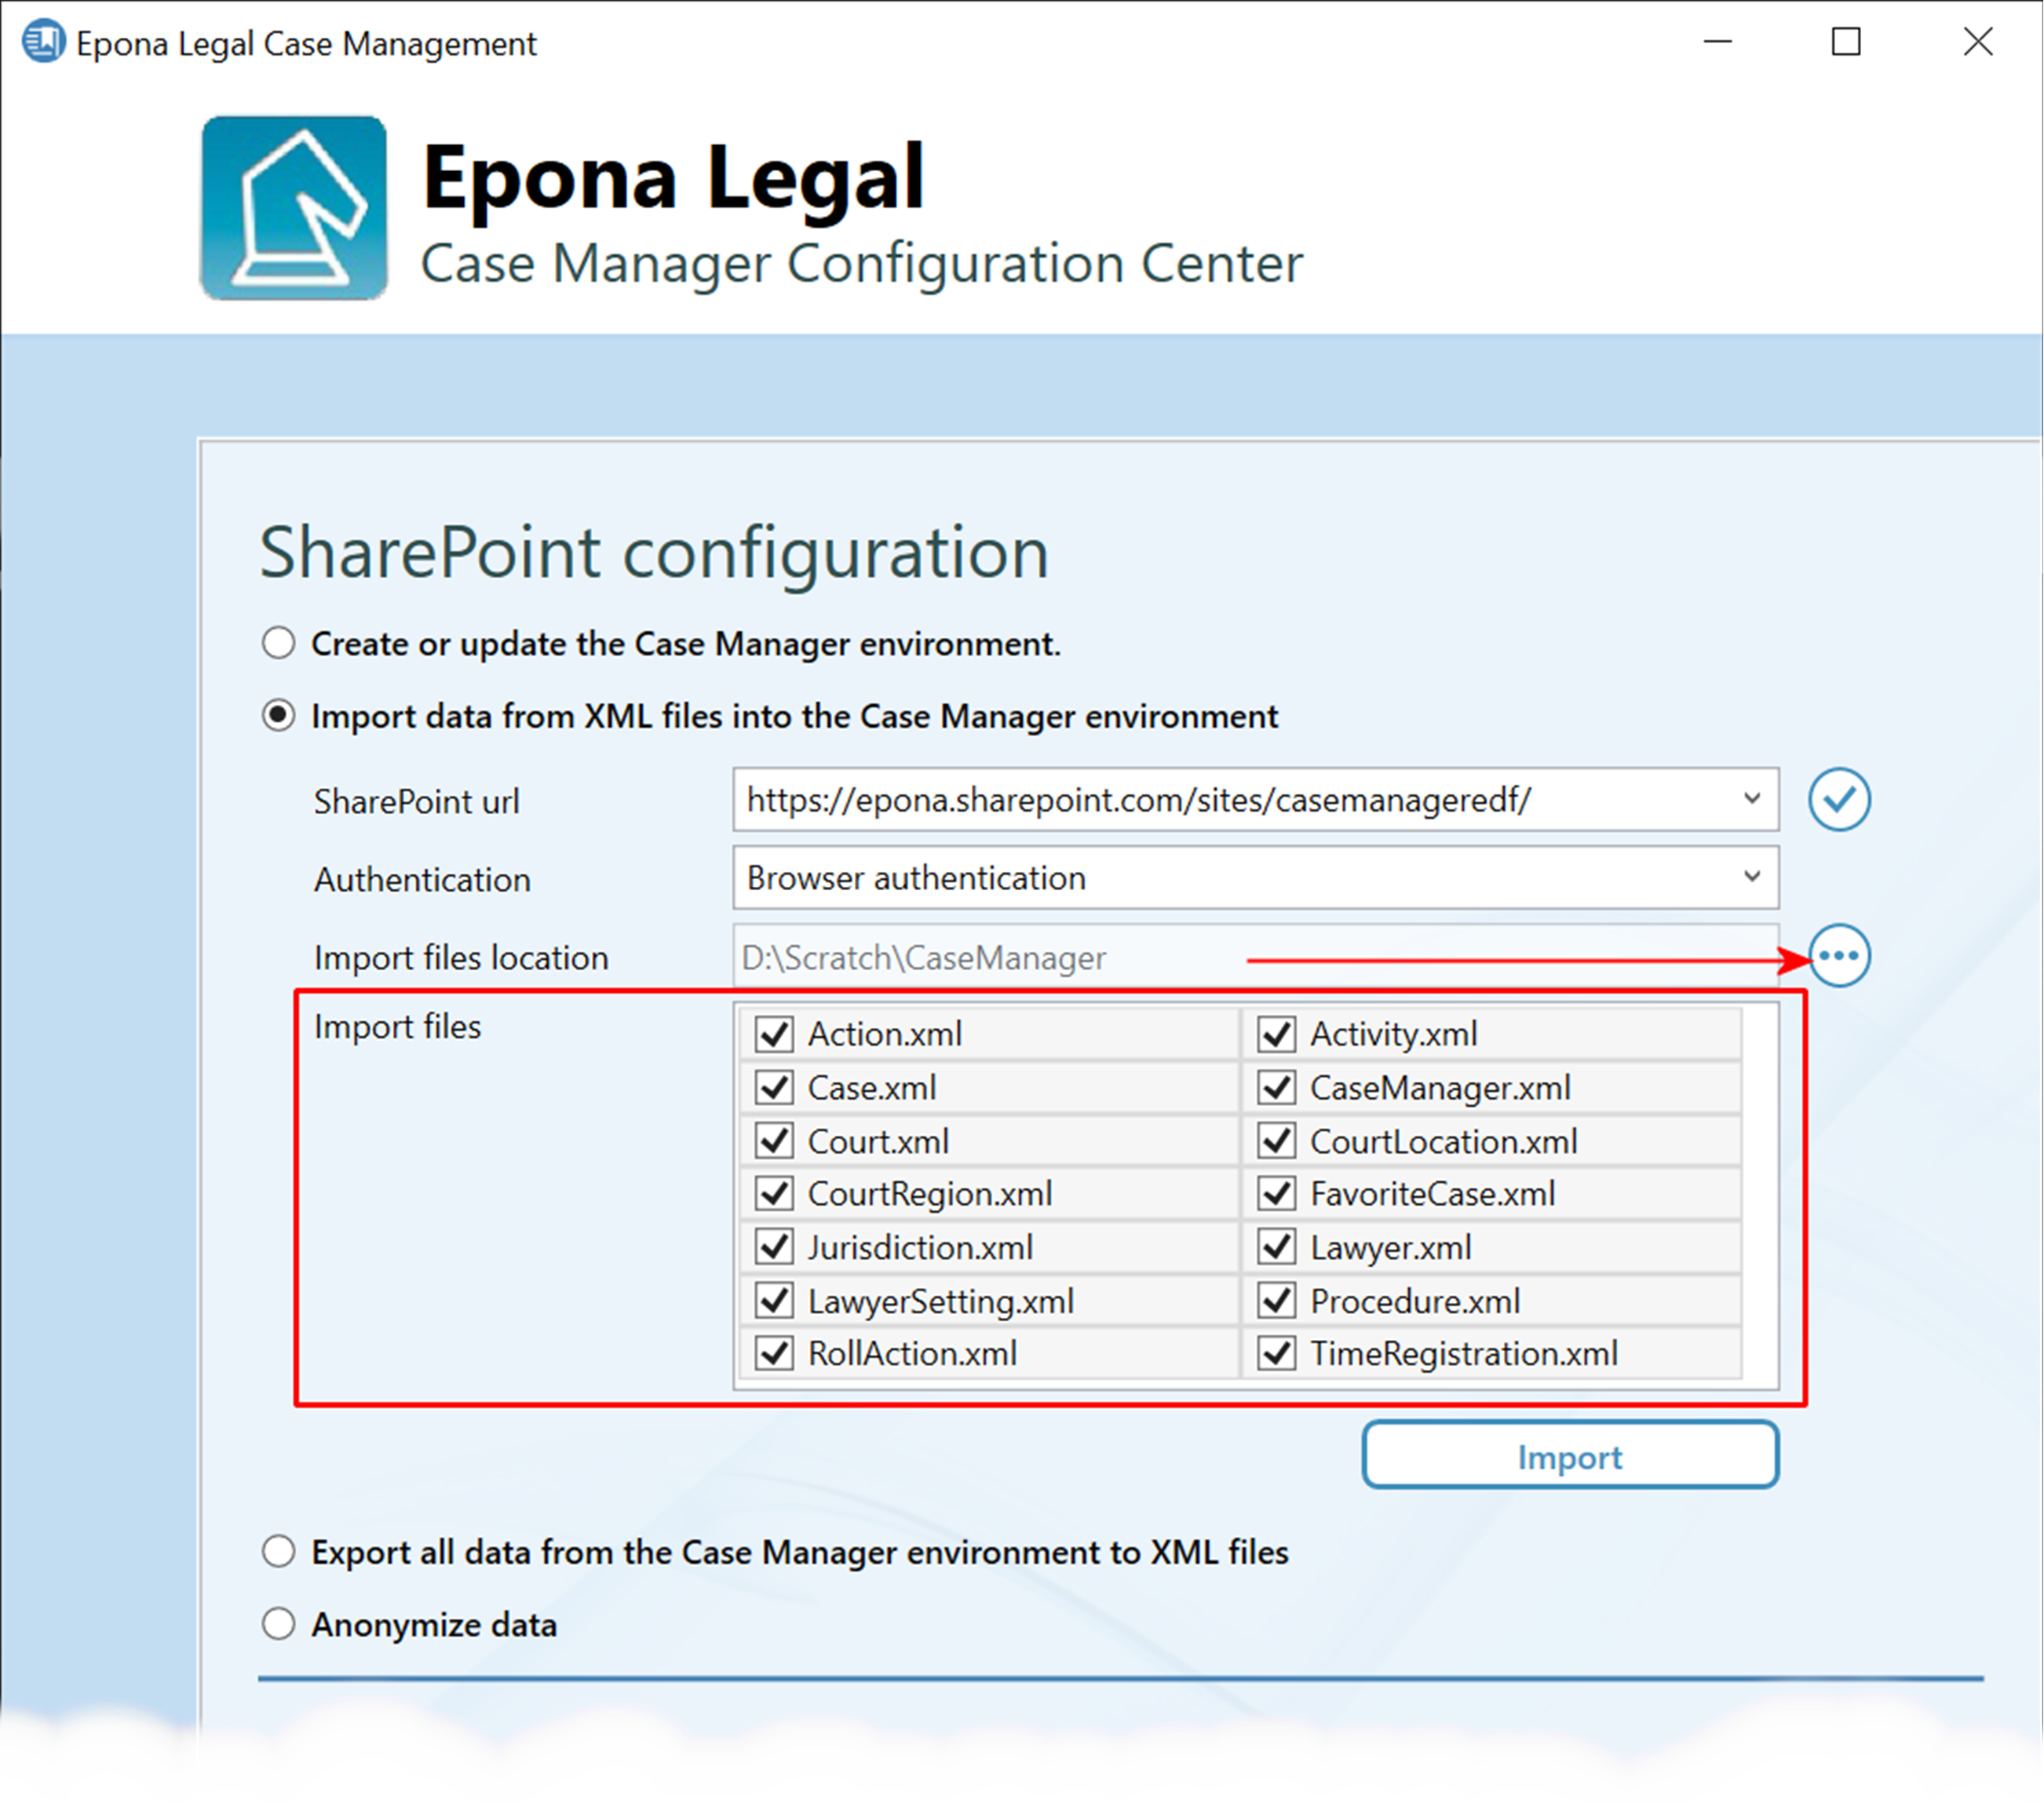 Epona Legal Case Management
Epona Legal
Case Manager Configuration Center
SharePoint configuration
Create or update the Case Manager environment.
Import data from XML files into the Case Manager environment
SharePoint url https://epona.sharepoint.com/sites/casemanageredf/
Authentication Browser authentication
Import files location D:\Scratch\CaseManager
Import files Action.xml Activity.xml
Case.xml CaseManager.xml
Court.xml CourtLocation.xml
CourtRegion.xml FavoriteCase.xml
Jurisdiction.xml Lawyer.xml
LawyerSetting.xml Procedure.xml
RollAction.xml TimeRegistration.xml
Import
Export all data from the Case Manager environment to XML files
Anonymize data